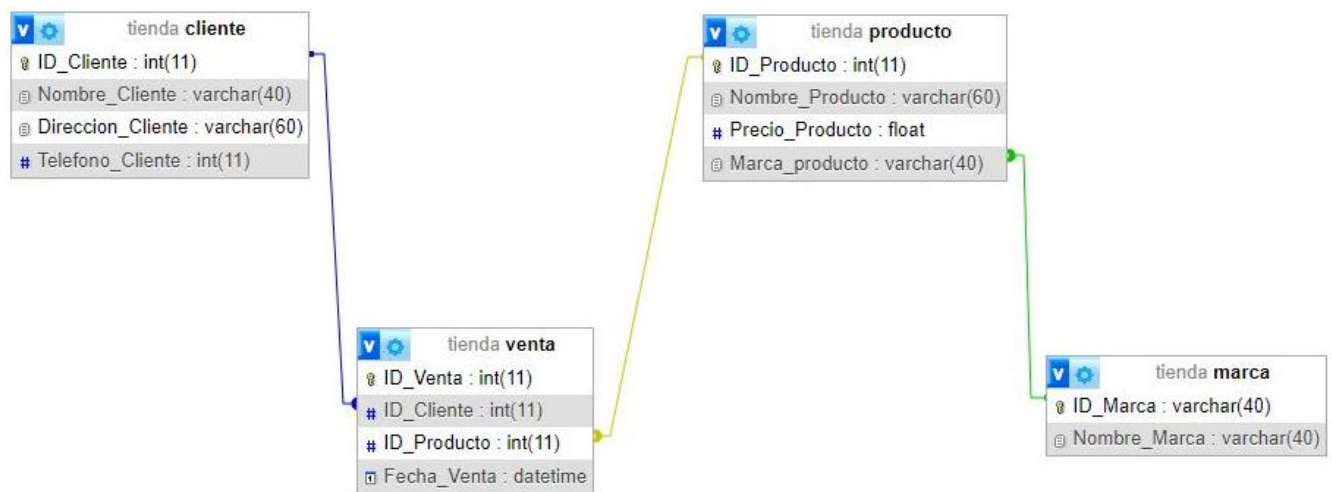 tienda cliente
ID_Cliente : int(11)
Nombre_Cliente : varchar(40)
Direccion_Cliente : varchar(60)
# Telefono_Cliente : int(11)
tienda producto
ID_Producto : int(11)
Nombre_Producto : varchar(60)
# Precio_Producto : float
Marca_producto : varchar(40)
tienda venta
ID_Venta : int(11)
# ID_Cliente : int(11)
# ID_Producto : int(11)
Fecha_Venta : datetime
tienda marca
ID_Marca : varchar(40)
Nombre_Marca : varchar(40)